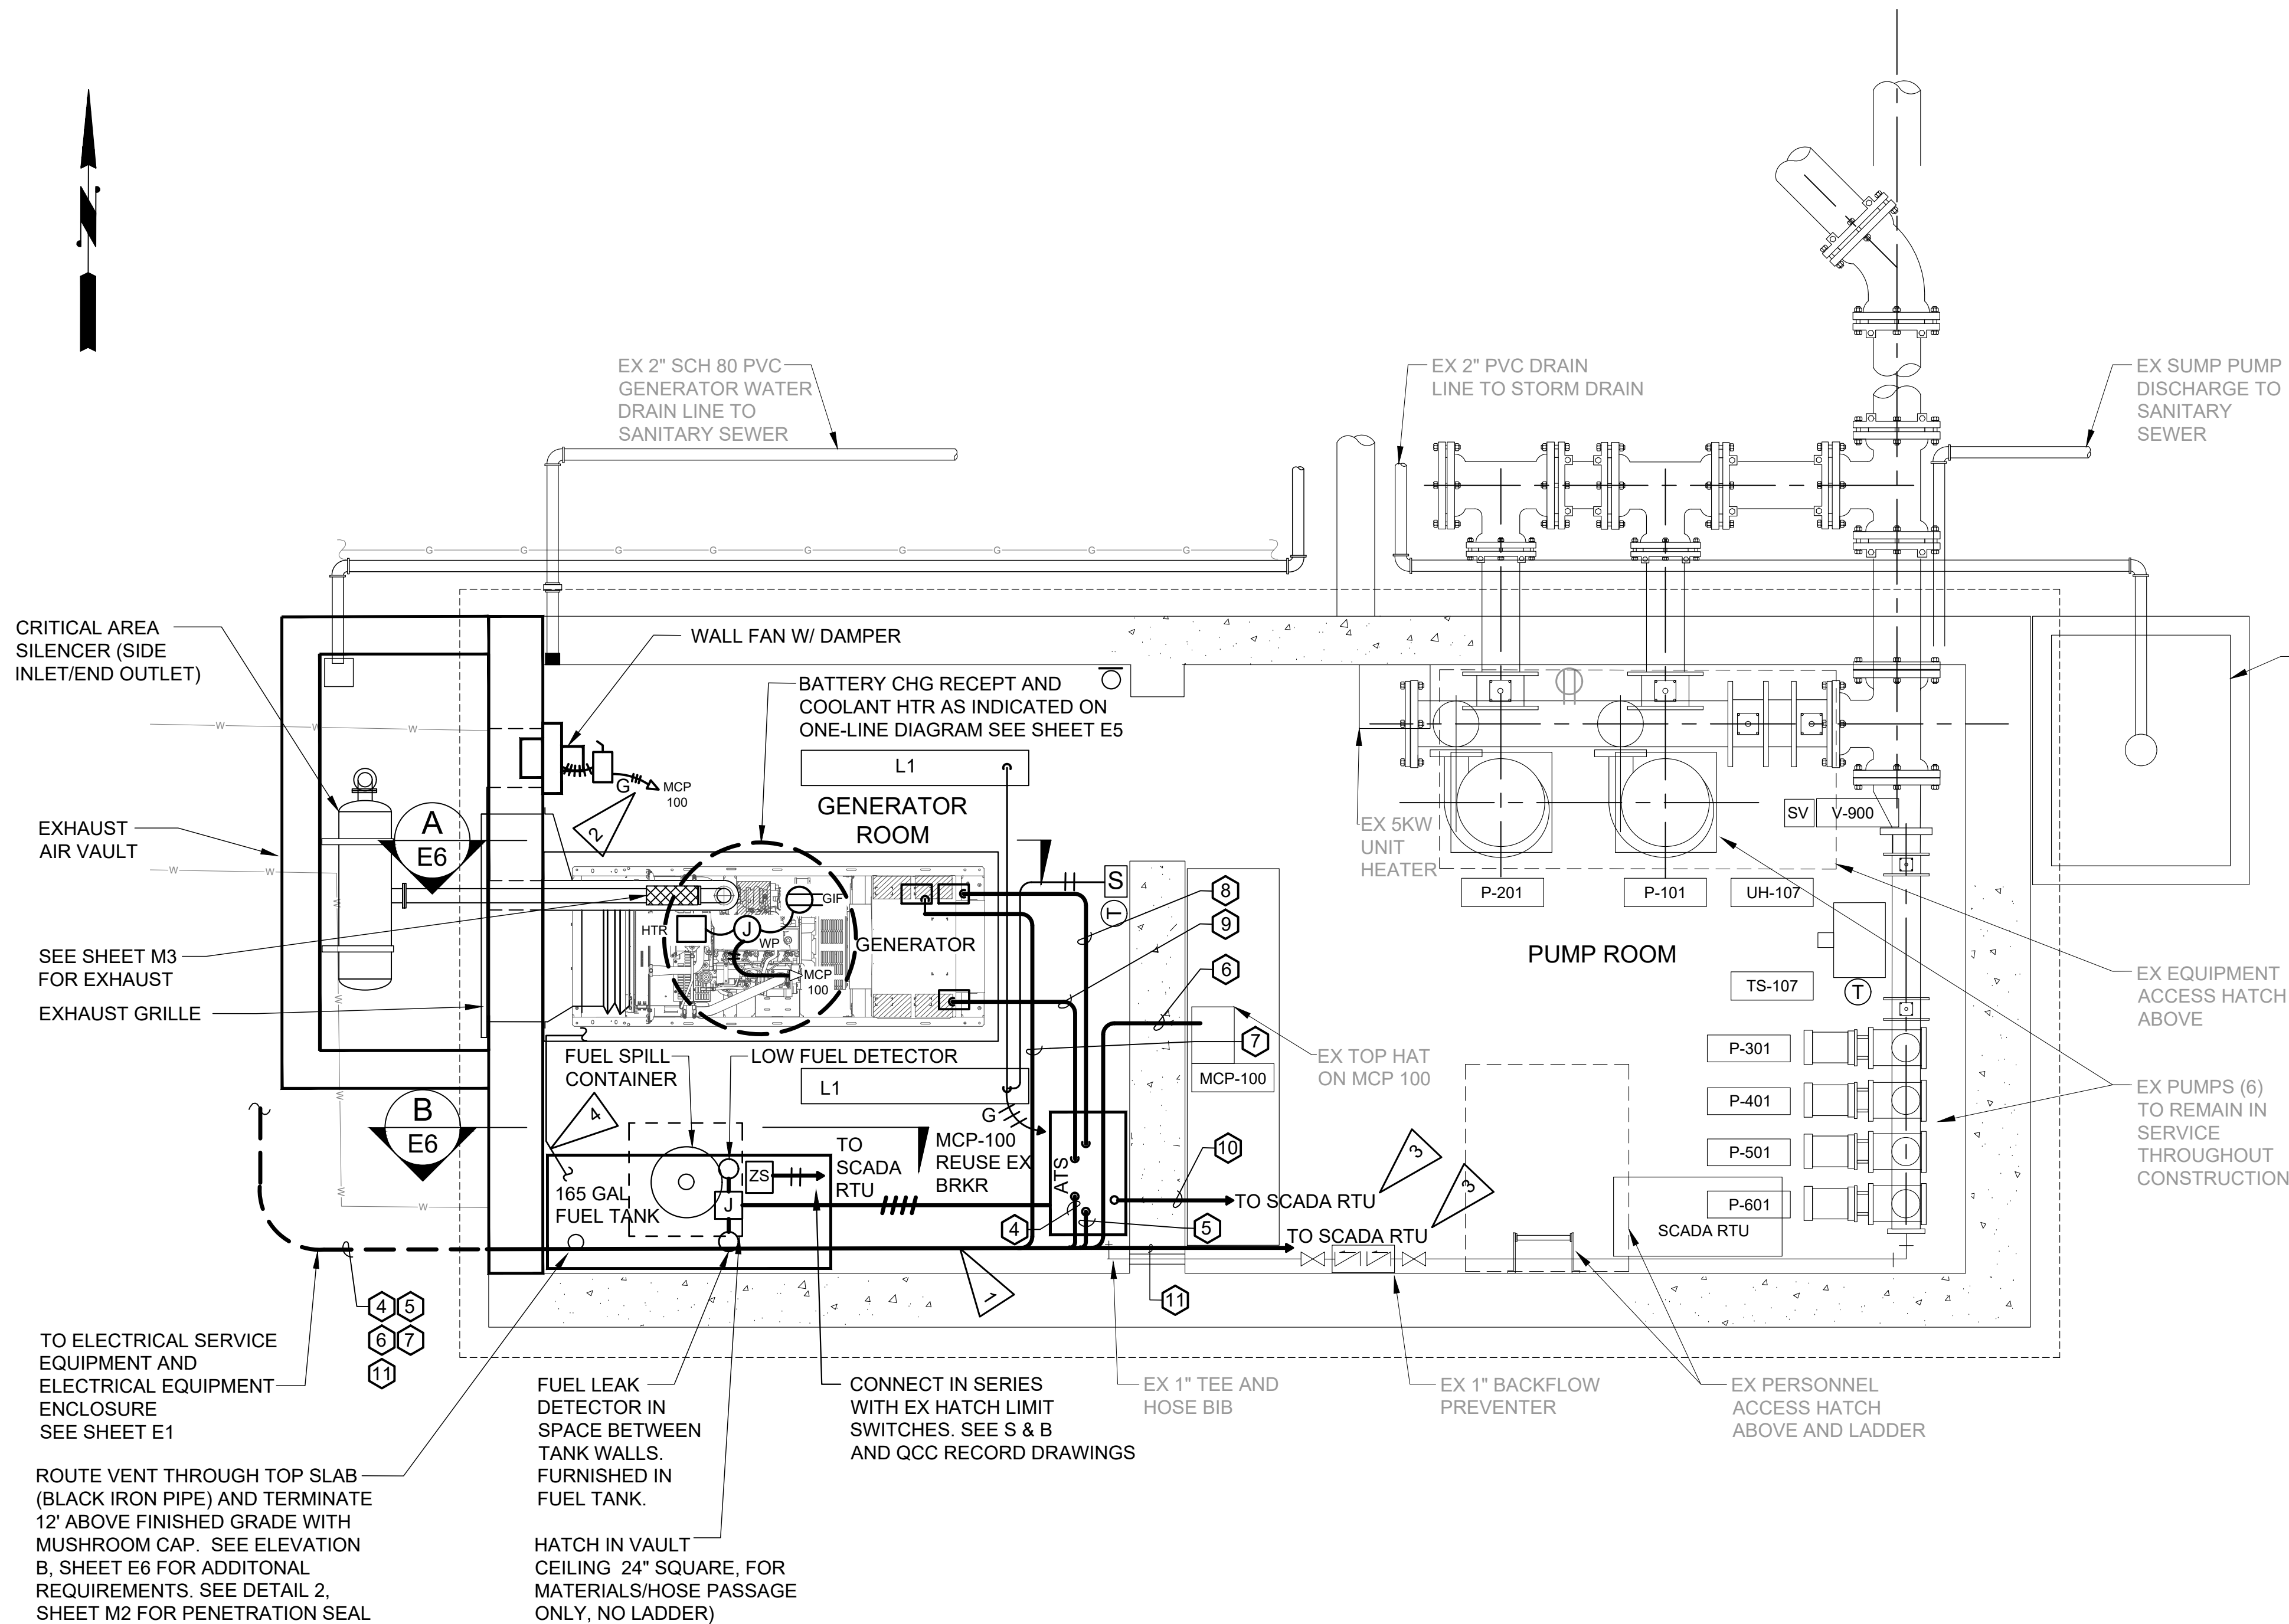 N
EX 2" SCH 80 PVC
GENERATOR WATER
DRAIN LINE TO
SANITARY SEWER
EX 2" PVC DRAIN
LINE TO STORM DRAIN
EX SUMP PUMP
DISCHARGE TO
SANITARY
SEWER
G G G G G G G G G
CRITICAL AREA
SILENCER (SIDE
INLET/END OUTLET)
WALL FAN W/ DAMPER
BATTERY CHG RECEPT AND
COOLANT HTR AS INDICATED ON
ONE-LINE DIAGRAM SEE SHEET E5
W W W
L1
G
MCP
100
GENERATOR
ROOM
2
EXHAUST
AIR VAULT
A
E6
W W
W
W
SEE SHEET M3
FOR EXHAUST
EXHAUST GRILLE
HTR
J
WP
GIF
MCP
100
GENERATOR
S
T
8
9
6
7
EX 5KW
UNIT
HEATER
SV
V-900
P-201
P-101
UH-107
PUMP ROOM
TS-107
T
EX EQUIPMENT
ACCESS HATCH
ABOVE
FUEL SPILL
CONTAINER
LOW FUEL DETECTOR
L1
EX TOP HAT
ON MCP 100
MCP-100
P-301
P-401
P-501
P-601
SCADA RTU
EX PUMPS (6)
TO REMAIN IN
SERVICE
THROUGHOUT
CONSTRUCTION
B
E6
4
G
TO
SCADA
RTU
MCP-100
REUSE EX
BRKR
ATS
ZS
J
165 GAL
FUEL TANK
W
W
10
TO SCADA RTU
3
3
4
5
TO SCADA RTU
1
11
4 5
6 7
11
TO ELECTRICAL SERVICE
EQUIPMENT AND
ELECTRICAL EQUIPMENT
ENCLOSURE
SEE SHEET E1
FUEL LEAK
DETECTOR IN
SPACE BETWEEN
TANK WALLS.
FURNISHED IN
FUEL TANK.
CONNECT IN SERIES
WITH EX HATCH LIMIT
SWITCHES. SEE S & B
AND QCC RECORD DRAWINGS
EX 1" TEE AND
HOSE BIB
EX 1" BACKFLOW
PREVENTER
EX PERSONNEL
ACCESS HATCH
ABOVE AND LADDER
ROUTE VENT THROUGH TOP SLAB
(BLACK IRON PIPE) AND TERMINATE
12' ABOVE FINISHED GRADE WITH
MUSHROOM CAP. SEE ELEVATION
B, SHEET E6 FOR ADDITONAL
REQUIREMENTS. SEE DETAIL 2,
SHEET M2 FOR PENETRATION SEAL
HATCH IN VAULT
CEILING 24" SQUARE, FOR
MATERIALS/HOSE PASSAGE
ONLY, NO LADDER)